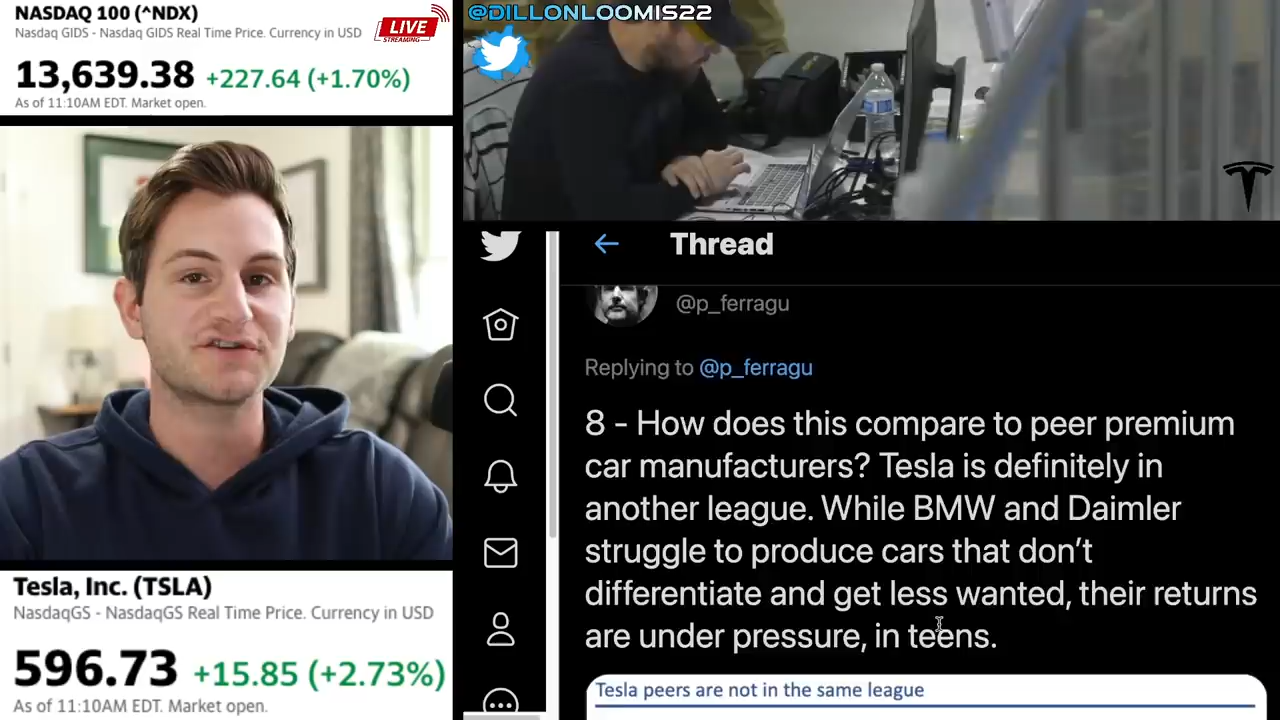 NASDAQ 100 (^NDX)
Nasdaq GIDS - Nasdaq GIDS Real Time Price. Currency in USD
LIVE
STREAMING
13,639.38 +227.64 (+1.70%)
As of 11:10AM EDT. Market open.
@DILLONLOOMIS22
Thread
@p_ferragu
Replying to @p_ferragu
8 - How does this compare to peer premium
car manufacturers? Tesla is definitely in
another league. While BMW and Daimler
struggle to produce cars that don't
differentiate and get less wanted, their returns
are under pressure, in teens.
Tesla peers are not in the same league
Tesla, Inc. (TSLA)
NasdaqGS - NasdaqGS Real Time Price. Currency in USD
596.73 +15.85 (+2.73%)
As of 11:10AM EDT. Market open.